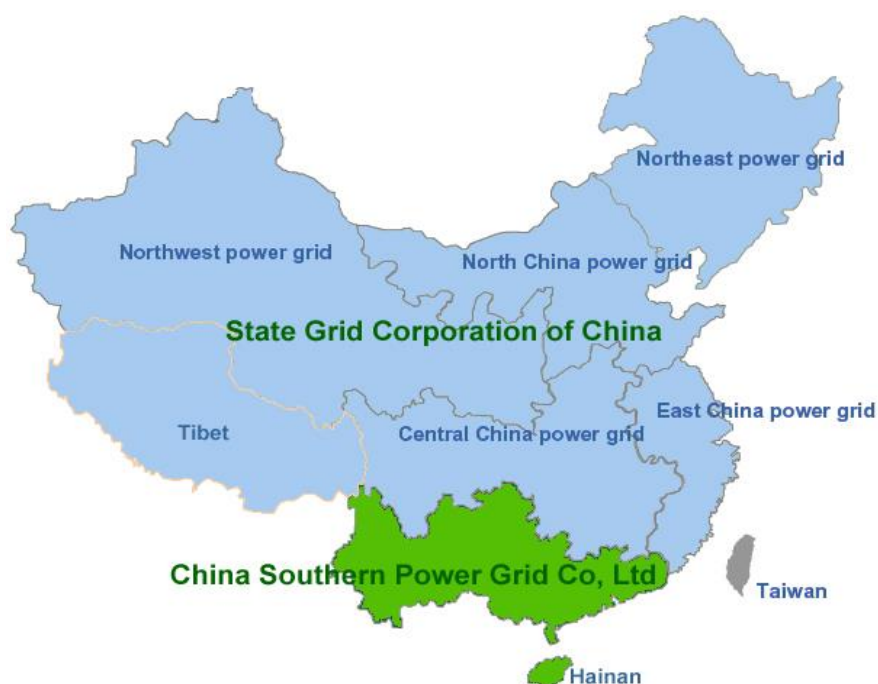 Northeast power grid
Northwest power grid
North China power grid
State Grid Corporation of China
East China power grid
Tibet
Central China power grid
China Southern Power Grid Co, Ltd
Taiwan
Hainan